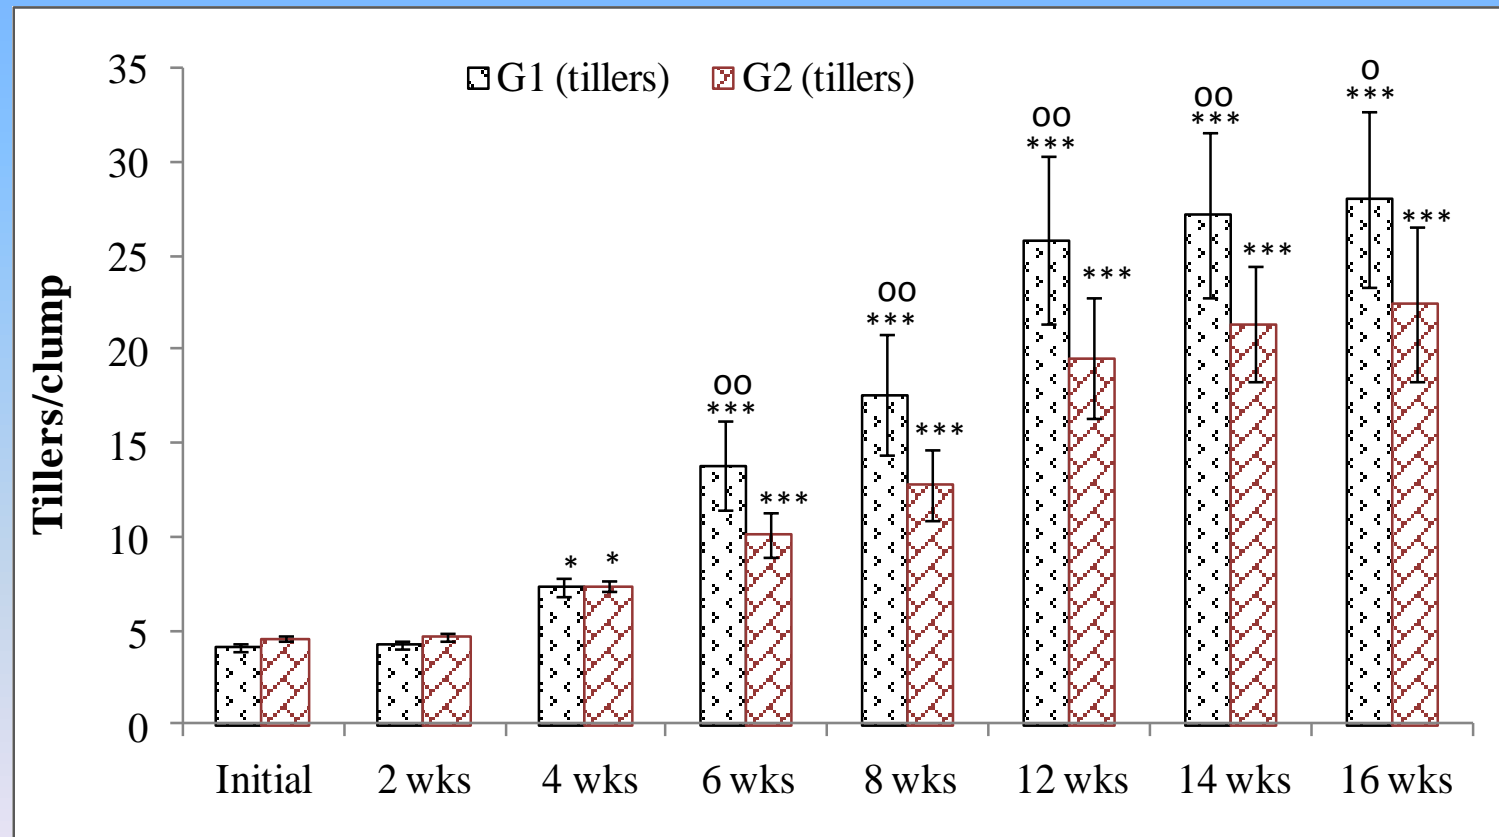 35
G1 (tillers) G2 (tillers)
30
25
20
15
10
5
0
Tillers/clump
* *
oo
***
***
oo
***
***
oo
***
***
oo
***
***
o
***
***
Initial 2 wks 4 wks 6 wks 8 wks 12 wks 14 wks 16 wks